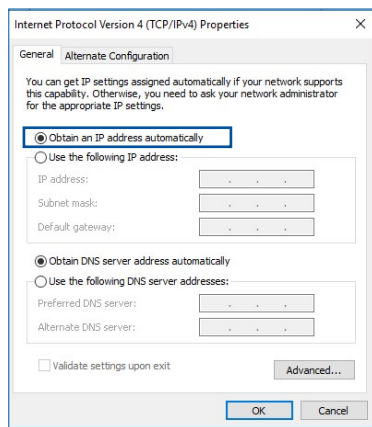 Internet Protocol Version 4 (TCP/IPv4) Properties
General Alternate Configuration
You can get IP settings assigned automatically if your network supports
this capability. Otherwise, you need to ask your network administrator
for the appropriate IP settings.
Obtain an IP address automatically
Use the following IP address:
IP address:
Subnet mask:
Default gateway:
Obtain DNS server address automatically
Use the following DNS server addresses:
Preferred DNS server:
Alternate DNS server:
Validate settings upon exit
Advanced...
OK Cancel